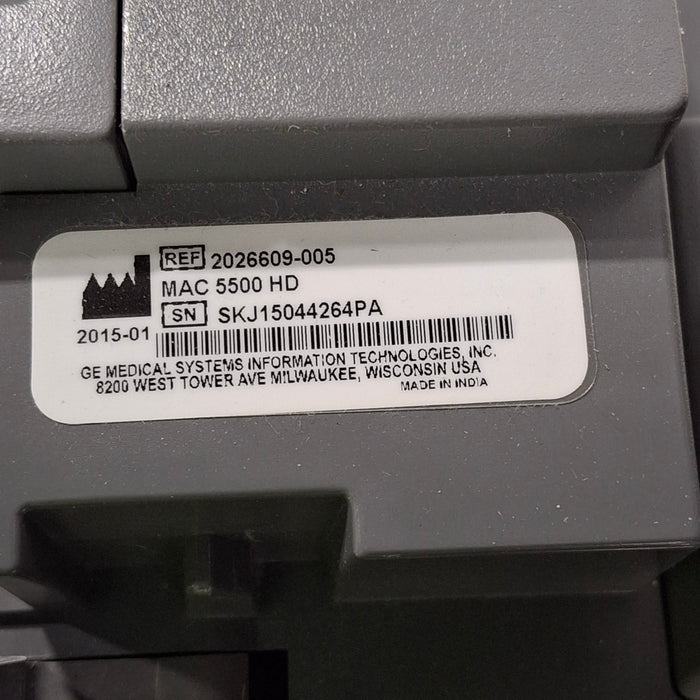 REF 2026609-005
MAC 5500 HD
SN SKJ15044264PA
2015-01
GE MEDICAL SYSTEMS INFORMATION TECHNOLOGIES, INC.
8200 WEST TOWER AVE MILWAUKEE, WISCONSIN USA
MADE IN INDIA